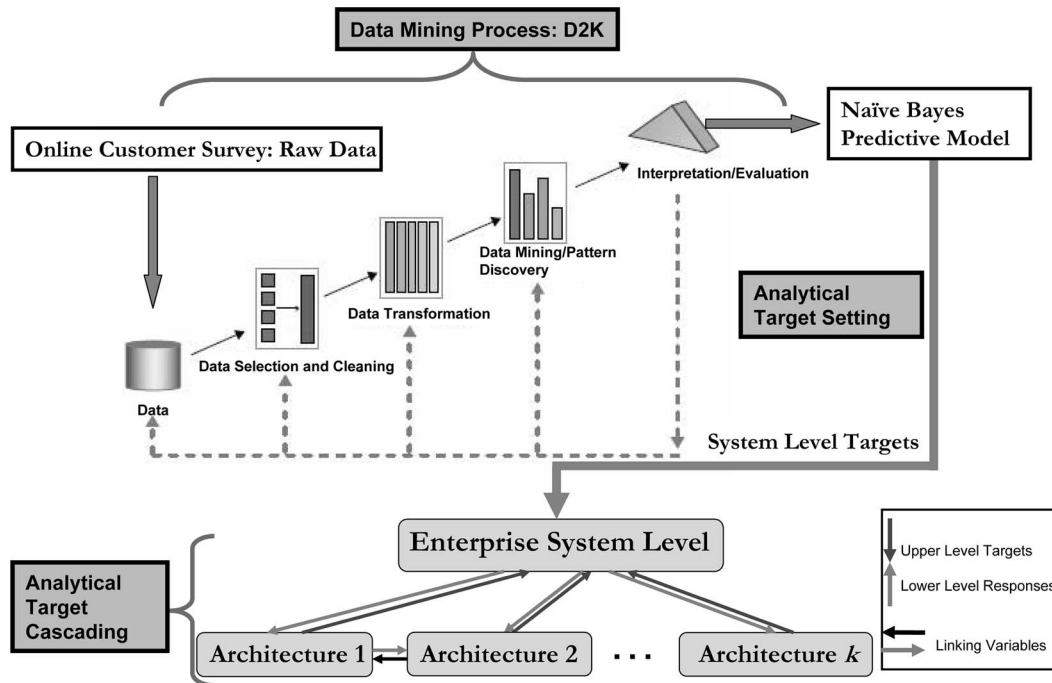 Data Mining Process: D2K
Online Customer Survey: Raw Data
Naïve Bayes
Predictive Model
Interpretation/Evaluation
Data Mining/Pattern
Discovery
Data Transformation
Data Selection and Cleaning
Data
Analytical
Target Setting
System Level Targets
Enterprise System Level
Analytical
Target
Cascading
Architecture 1
Architecture 2
...
Architecture k
Upper Level Targets
Lower Level Responses
Linking Variables